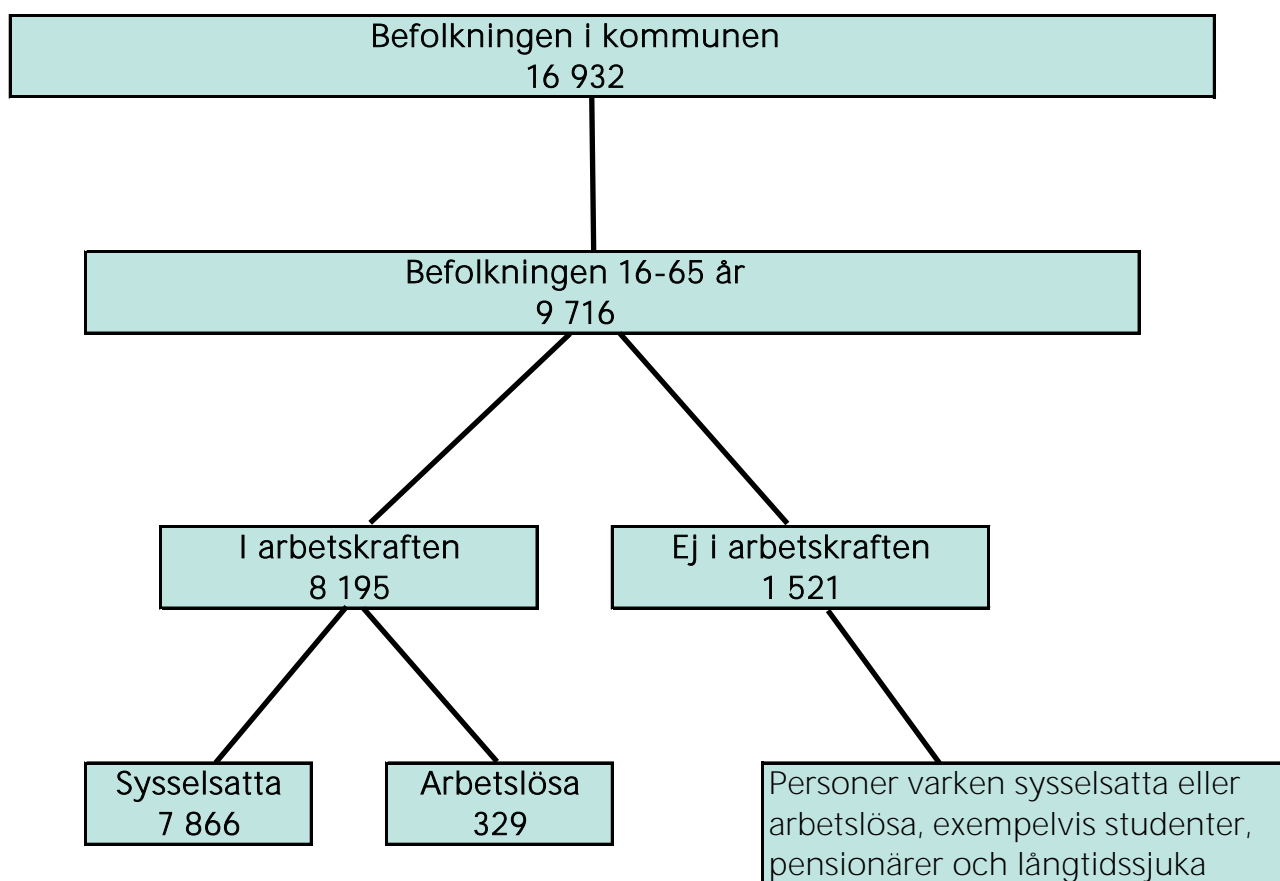 Befolkningen i kommunen
16 932
Befolkningen 16-65 år
9 716
I arbetskraften
8 195
Ej i arbetskraften
1 521
Sysselsatta
7 866
Arbetslösa
329
Personer varken sysselsatta eller
arbetslösa, exempelvis studenter,
pensionärer och långtidssjuka